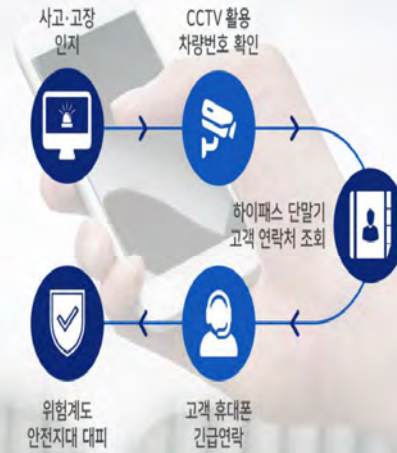 사고·고장
인지
CCTV 활용
차량번호 확인
하이패스 단말기
고객 연락처 조회
고객 휴대폰
긴급연락
위험계도
안전지대 대피